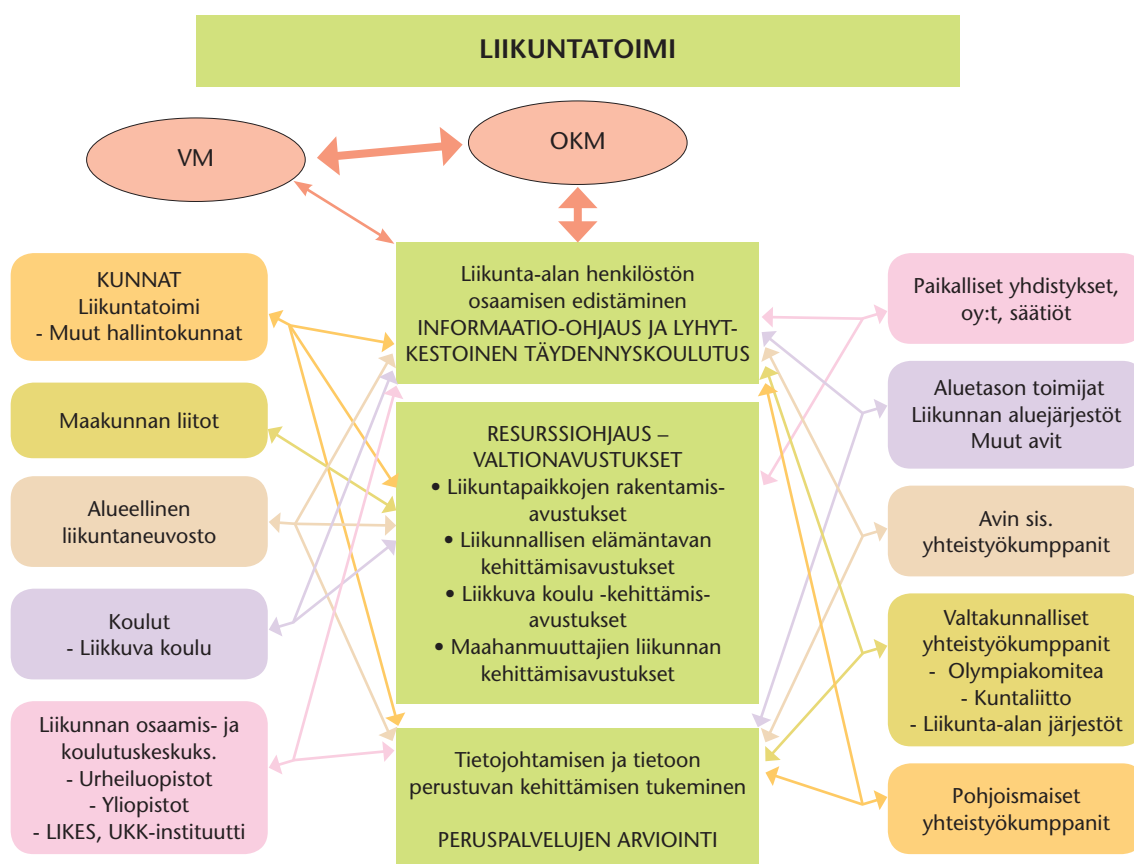 LIIKUNTATOIMI
VM
OKM
KUNNAT
Liikuntatoimi
- Muut hallintokunnat
Maakunnan liitot
Alueellinen
liikuntaneuvosto
Koulut
- Liikkuva koulu
Liikunnan osaamis- ja
koulutuskeskuks.
- Urheiluopistot
- Yliopistot
- LIKES, UKK-instituutti
Liikunta-alan henkilöstön
osaamisen edistäminen
INFORMAATIO-OHJAUS JA LYHYT-
KESTOINEN TÄYDENNYSKOULUTUS
RESURSSIOHJAUS –
VALTIONAVUSTUKSET
• Liikuntapaikkojen rakentamis-
avustukset
• Liikunnallisen elämäntavan
kehittämisavustukset
• Liikkuva koulu -kehittämis-
avustukset
• Maahanmuuttajien liikunnan
kehittämisavustukset
Tietojohtamisen ja tietoon
perustuvan kehittämisen tukeminen
PERUSPALVELUJEN ARVIOINTI
Paikalliset yhdistykset,
oy:t, säätiöt
Aluetason toimijat
Liikunnan aluejärjestöt
Muut avit
Avin sis.
yhteistyökumppanit
Valtakunnalliset
yhteistyökumppanit
- Olympiakomitea
- Kuntaliitto
- Liikunta-alan järjestöt
Pohjoismaiset
yhteistyökumppanit